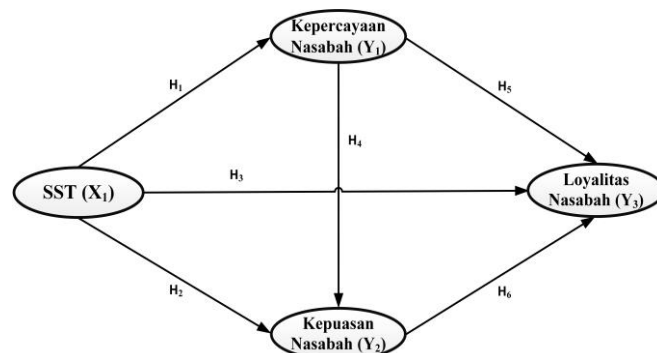 Kepercayaan
Nasabah (Y₁)
H₁
H₅
H₄
H₃
SST (X₁)
Loyalitas
Nasabah (Y₃)
H₂
H₆
Kepuasan
Nasabah (Y₂)